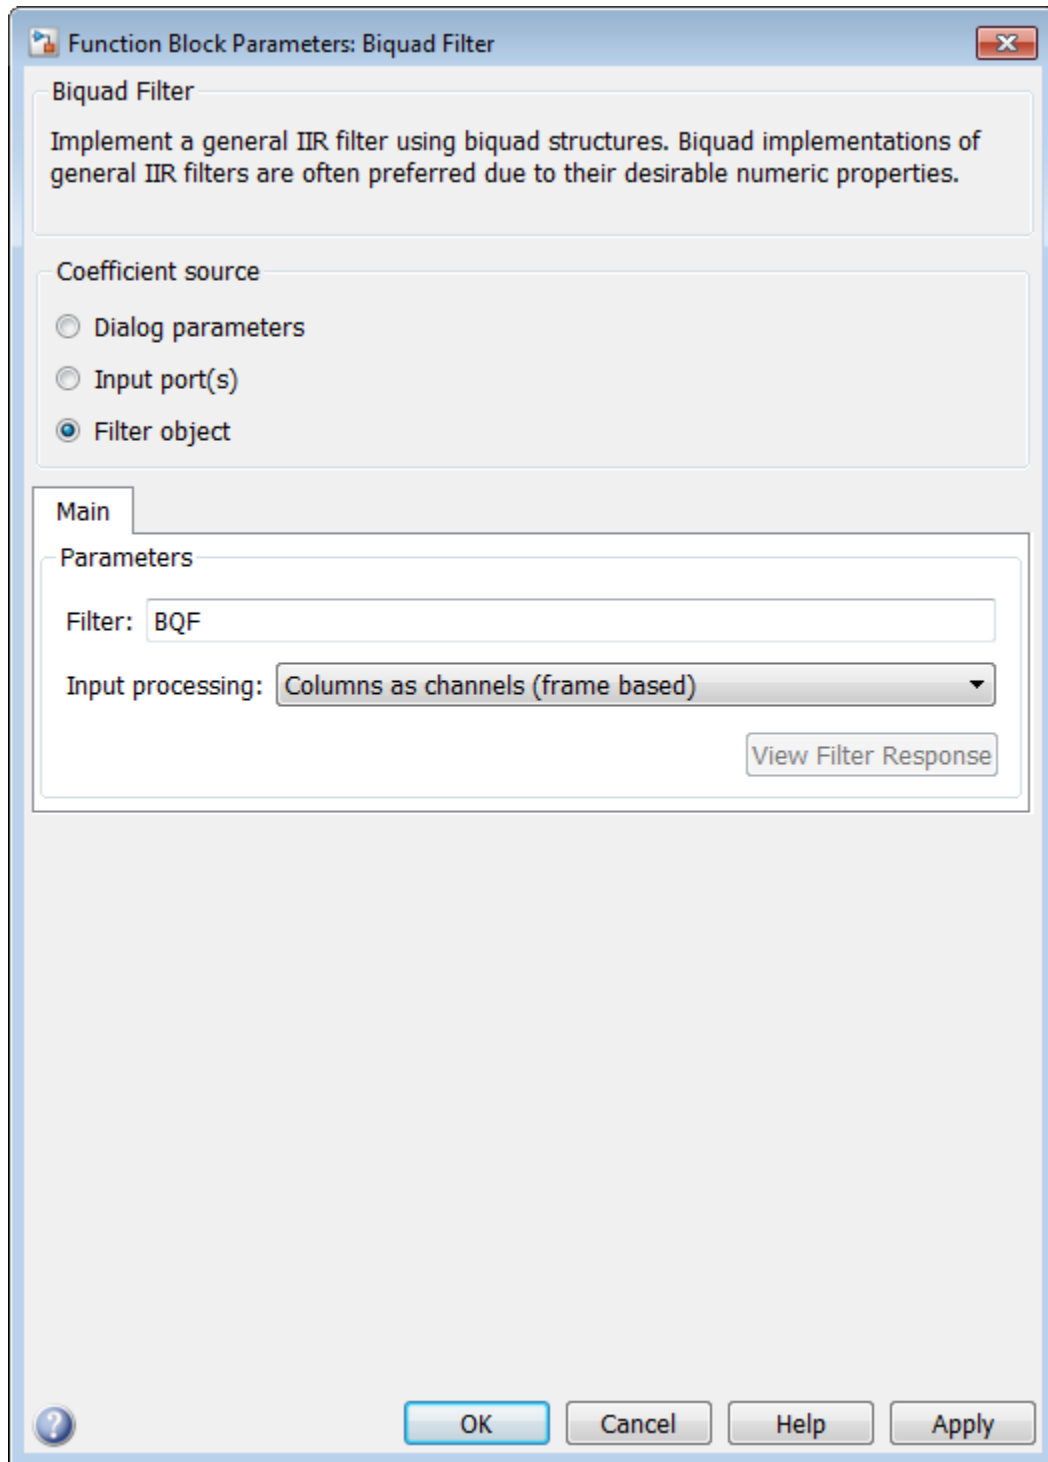 Function Block Parameters: Biquad Filter
Biquad Filter
Implement a general IIR filter using biquad structures. Biquad implementations of
general IIR filters are often preferred due to their desirable numeric properties.
Coefficient source
Dialog parameters
Input port(s)
Filter object
Main
Parameters
Filter: BQF
Input processing: Columns as channels (frame based)
View Filter Response
? OK Cancel Help Apply